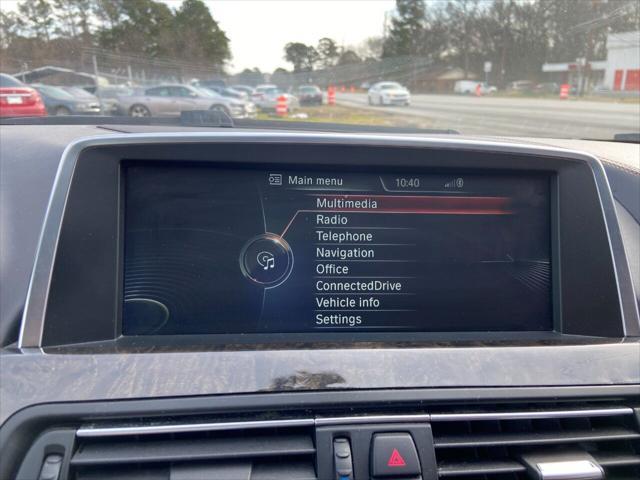 Main menu 10:40
Multimedia
Radio
Telephone
Navigation
Office
ConnectedDrive
Vehicle info
Settings